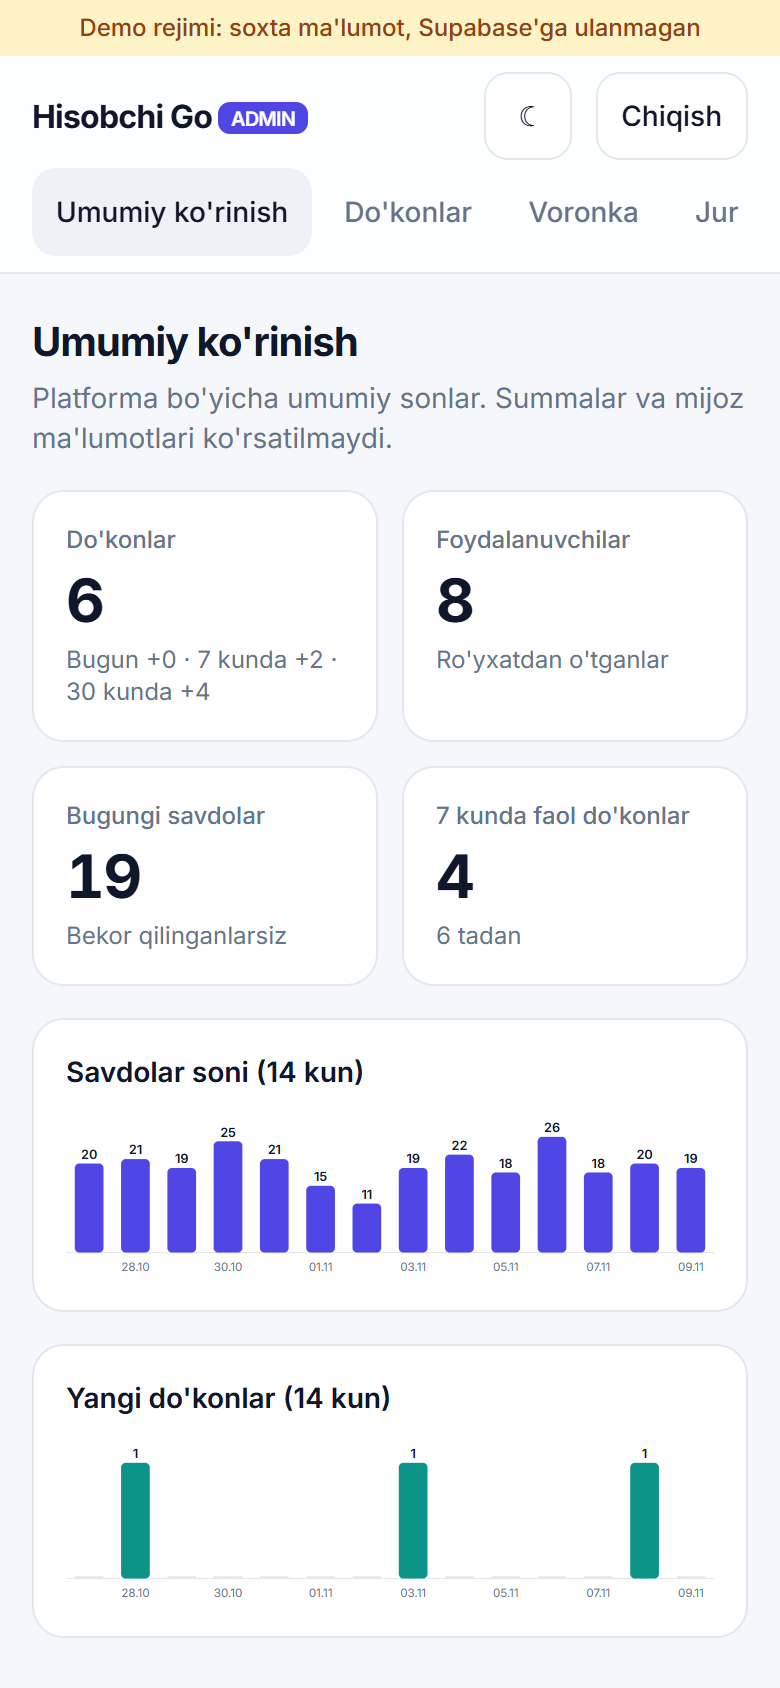 Demo rejimi: soxta ma'lumot, Supabase'ga ulanmagan
Hisobchi Go ADMIN
Chiqish
Umumiy ko'rinish Do'konlar Voronka Jur
Umumiy ko'rinish
Platforma bo'yicha umumiy sonlar. Summalar va mijoz
ma'lumotlari ko'rsatilmaydi.
Do'konlar
6
Bugun +0 · 7 kunda +2 ·
30 kunda +4
Foydalanuvchilar
8
Ro'yxatdan o'tganlar
Bugungi savdolar
19
Bekor qilinganlarsiz
7 kunda faol do'konlar
4
6 tadan
Savdolar soni (14 kun)
20 21 19 25 21 15 11 19 22 18 26 18 20 19
28.10 30.10 01.11 03.11 05.11 07.11 09.11
Yangi do'konlar (14 kun)
1 1 1
28.10 30.10 01.11 03.11 05.11 07.11 09.11